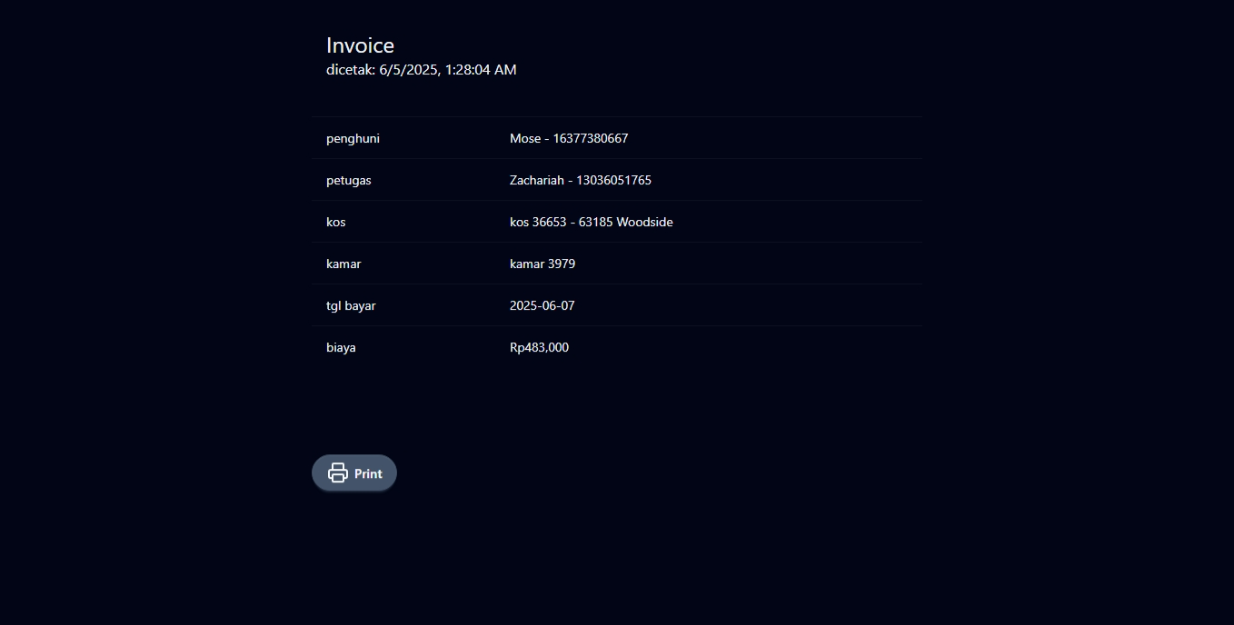 Invoice
dicetak: 6/5/2025, 1:28:04 AM
penghuni Mose - 16377380667
petugas Zachariah - 13036051765
kos kos 36653 - 63185 Woodside
kamar kamar 3979
tgl bayar 2025-06-07
biaya Rp483,000
Print